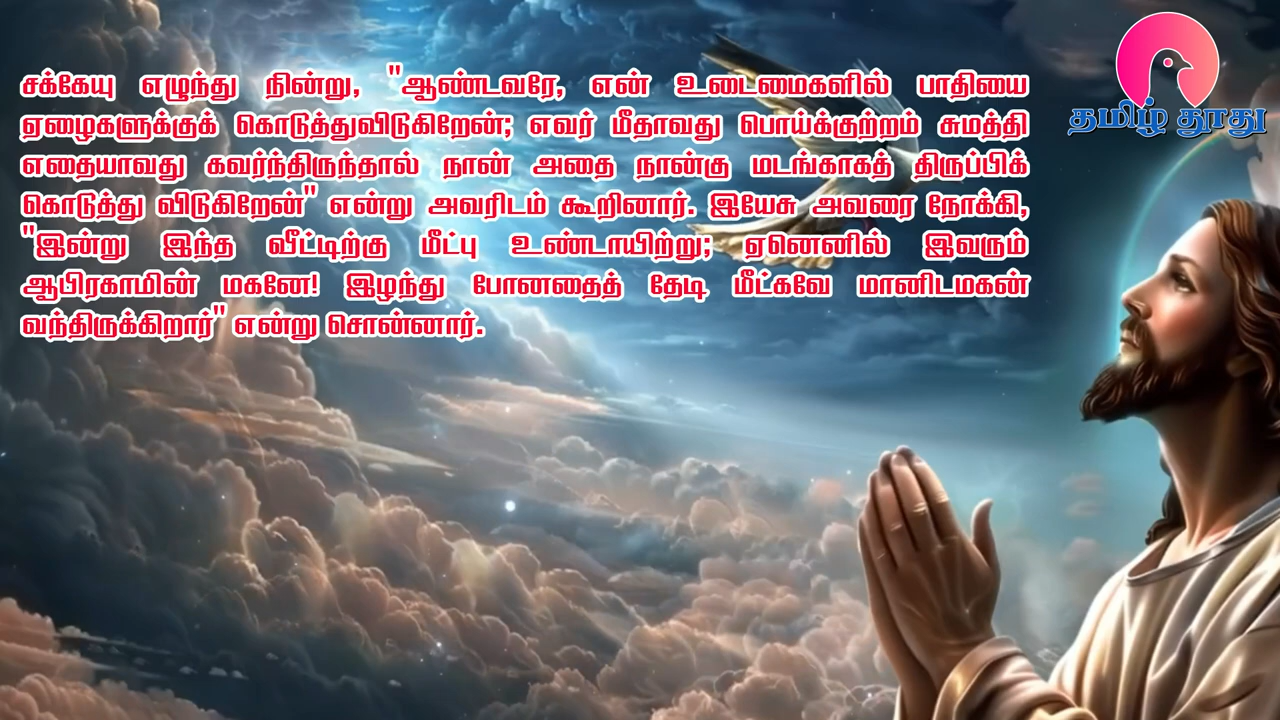 சக்கேயு எழுந்து நின்று, "ஆண்டவரே, என் உடைமைகளில் பாதியை
ஏழைகளுக்குக் கொடுத்துவிடுகிறேன்; எவர் மீதாவது பொய்க்குற்றம் சுமத்தி
எதையாவது கவர்ந்திருந்தால் நான் அதை நான்கு மடங்காகத் திருப்பிக்
கொடுத்து விடுகிறேன்" என்று அவரிடம் கூறினார். இயேசு அவரை நோக்கி,
"இன்று இந்த வீட்டிற்கு மீட்பு உண்டாயிற்று; ஏனெனில் இவரும்
ஆபிரகாமின் மகனே! இழந்து போனதைத் தேடி மீட்கவே மானிடமகன்
வந்திருக்கிறார்" என்று சொன்னார்.
தமிழ் தூது